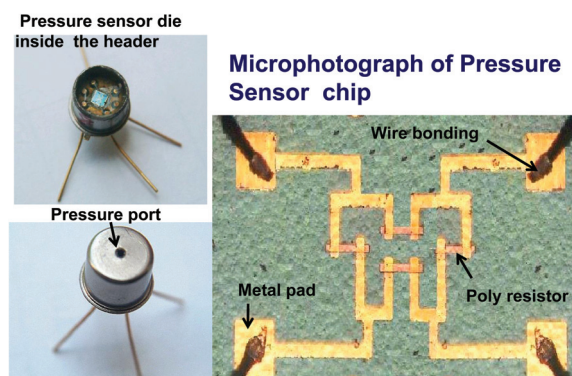 Pressure sensor die
inside the header
Microphotograph of Pressure
Sensor chip
Wire bonding
Pressure port
Metal pad
Poly resistor